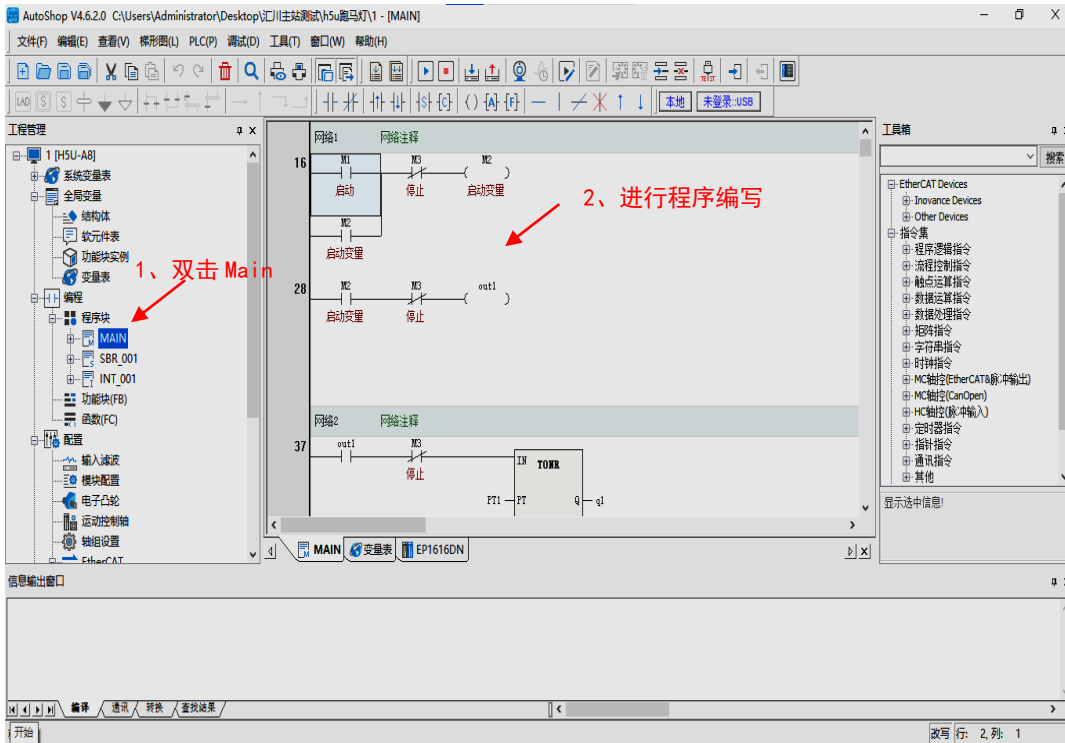 AutoShop V4.6.2.0 C:\Users\Administrator\Desktop\汇川主站测试\h5u跑马灯\1 - [MAIN]
文件(F) 编辑(E) 查看(V) 梯形图(L) PLC(P) 调试(D) 工具(T) 窗口(W) 帮助(H)
LAD S S
本地 未登录::USB
工程管理
1 [H5U-A8]
系统变量表
全局变量
结构体
软元件表
功能块实例
变量表
编程
程序块
MAIN
SBR_001
INT_001
功能块(FB)
函数(FC)
配置
输入滤波
模块配置
电子凸轮
运动控制轴
轴组设置
EtherCAT
1、双击 Main
网络1 网络注释
16
M1 M3 M2
启动 停止 启动变量
M2
启动变量
2、进行程序编写
28
M2 M3 out1
启动变量 停止
网络2 网络注释
37
out1 M3
停止
IN TONR
PT1 PT Q q1
MAIN 变量表 EP1616DN
工具箱
搜索
EtherCAT Devices
Inovance Devices
Other Devices
指令集
程序逻辑指令
流程控制指令
触点运算指令
数据运算指令
数据处理指令
矩阵指令
字符串指令
时钟指令
MC轴控(EtherCAT&脉冲输出)
MC轴控(CanOpen)
HC轴控(脉冲输入)
定时器指令
指针指令
通讯指令
其他
显示选中信息!
信息输出窗口
编译 通讯 转换 查找结果
开始
改写 行: 2, 列: 1